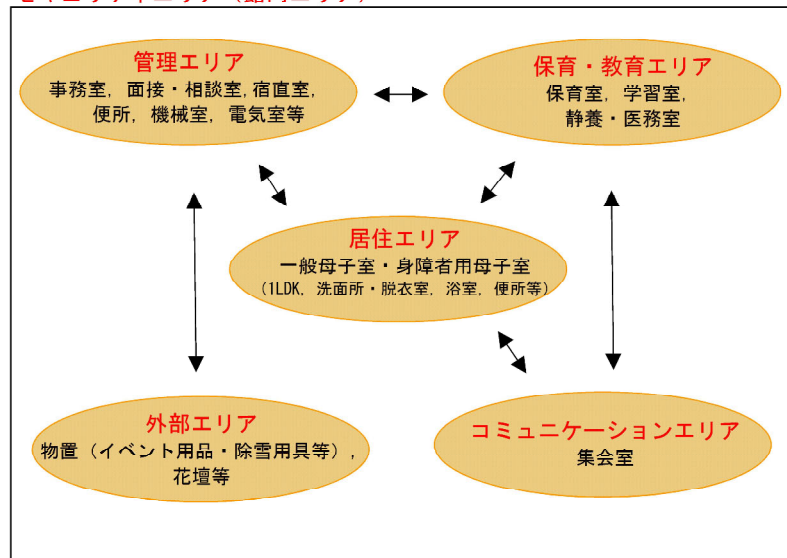 管理エリア
事務室，面接・相談室，宿直室，
便所，機械室，電気室等
保育・教育エリア
保育室，学習室，
静養・医務室
居住エリア
一般母子室・身障者用母子室
（1LDK，洗面所・脱衣室，浴室，便所等）
外部エリア
物置（イベント用品・除雪用具等），
花壇等
コミュニケーションエリア
集会室